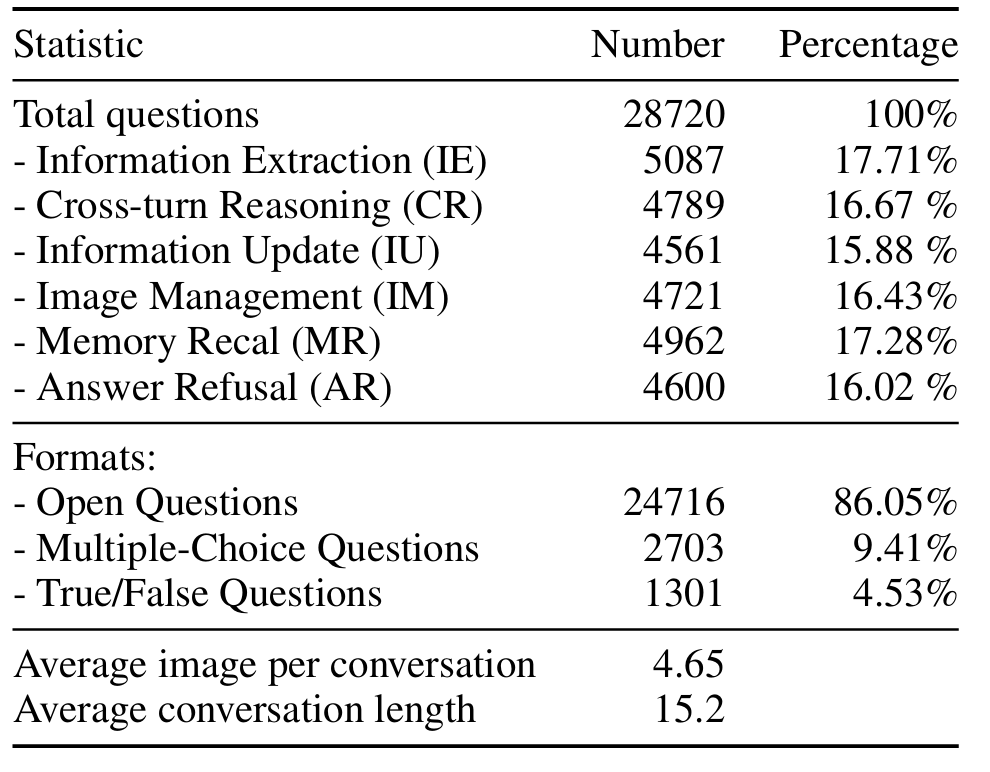 Statistic Number Percentage
Total questions 28720 100%
- Information Extraction (IE) 5087 17.71%
- Cross-turn Reasoning (CR) 4789 16.67 %
- Information Update (IU) 4561 15.88 %
- Image Management (IM) 4721 16.43%
- Memory Recal (MR) 4962 17.28%
- Answer Refusal (AR) 4600 16.02 %
Formats:
- Open Questions 24716 86.05%
- Multiple-Choice Questions 2703 9.41%
- True/False Questions 1301 4.53%
Average image per conversation 4.65
Average conversation length 15.2